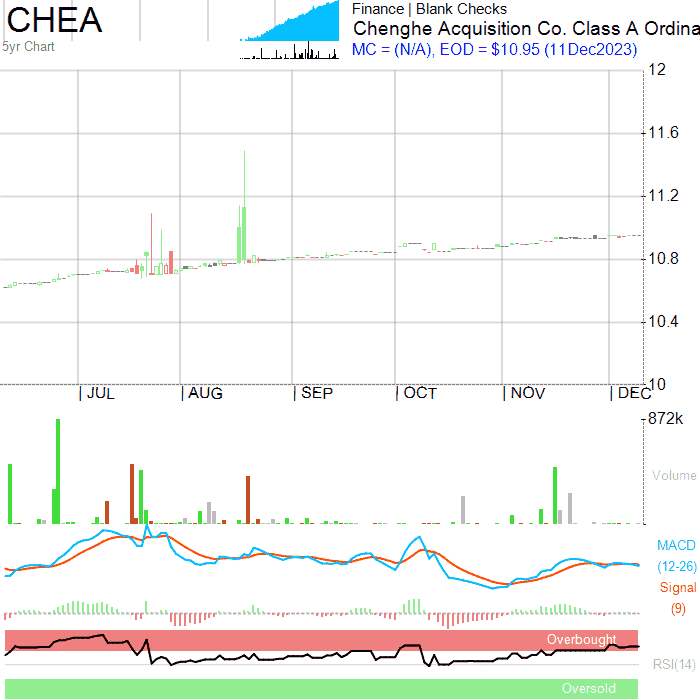 CHEA
5yr Chart
Finance | Blank Checks
Chenghe Acquisition Co. Class A Ordina
MC = (N/A), EOD = $10.95 (11Dec2023)
12
11.6
11.2
10.8
10.4
10
| JUL
| AUG
| SEP
| OCT
| NOV
| DEC
872k
Volume
MACD
(12-26)
Signal
(9)
Overbought
RSI(14)
Oversold